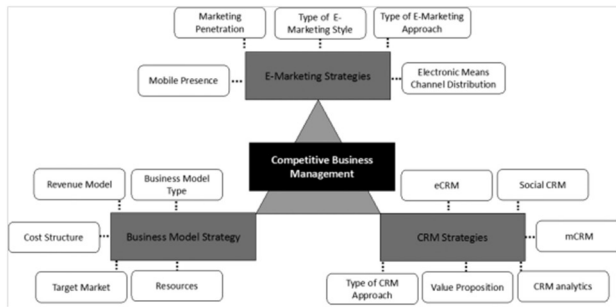 Marketing
Penetration
Type of E-
Marketing Style
Type of E-Marketing
Approach
Mobile Presence
E-Marketing Strategies
Electronic Means
Channel Distribution
Competitive Business
Management
Revenue Model
Business Model
Type
eCRM
Social CRM
Cost Structure
Business Model Strategy
CRM Strategies
mCRM
Target Market
Resources
Type of CRM
Approach
Value Proposition
CRM analytics